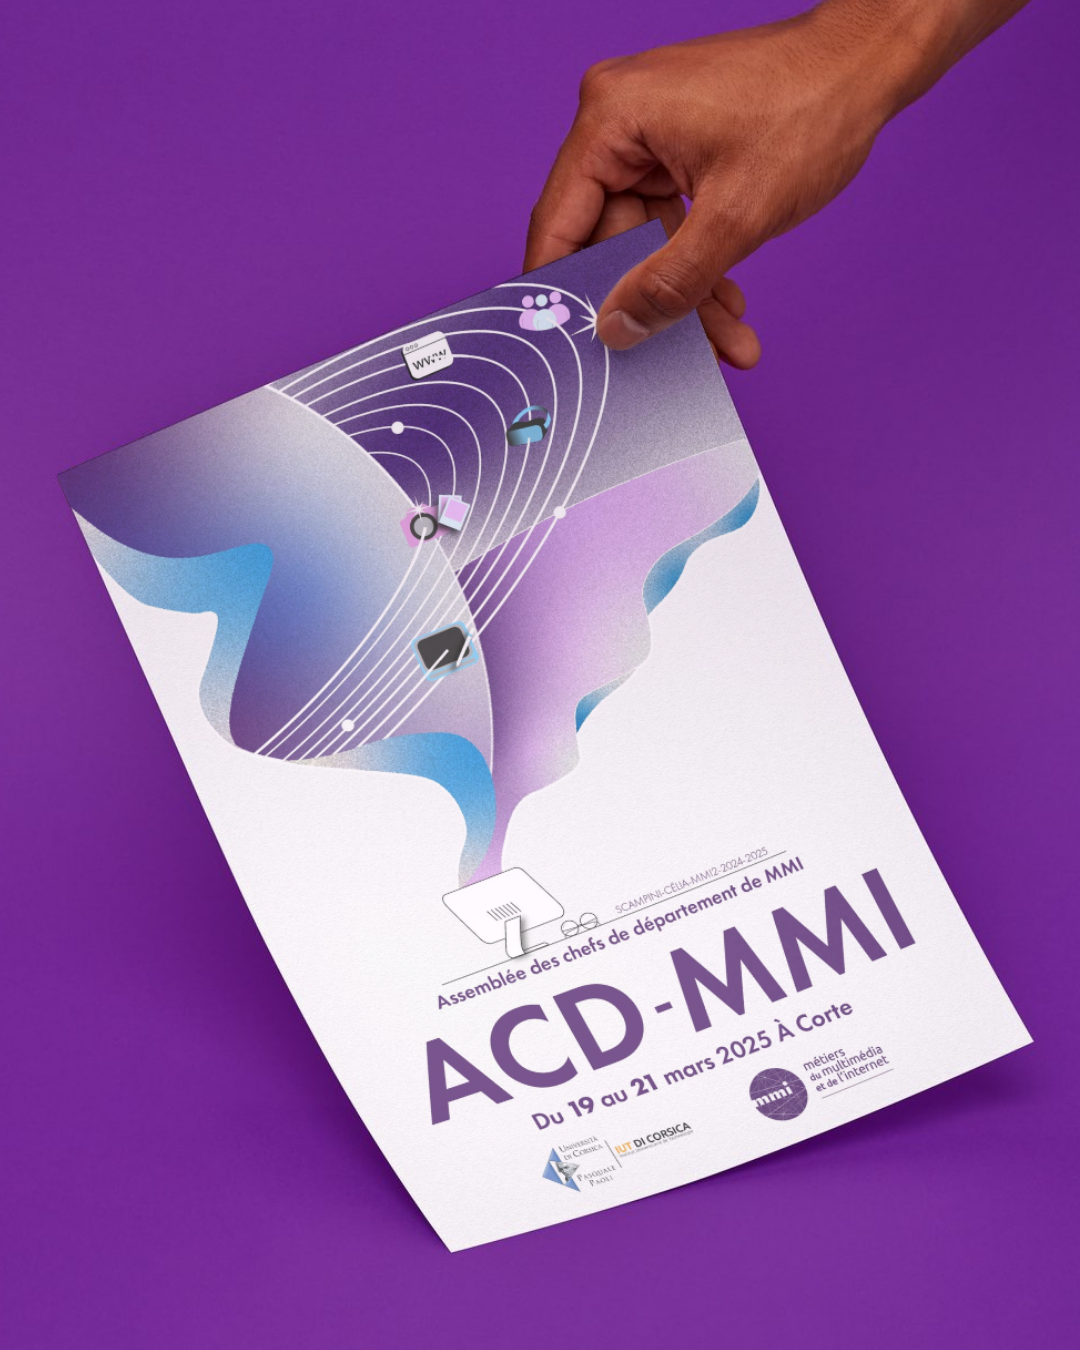 www
SCAMPINI-CÉLIA-MMI2-2024-2025
Assemblée des chefs de département de MMI
ACD-MMI
Du 19 au 21 mars 2025 À Corte
mmi
métiers
du multimédia
et de l'internet
UNIVERSITÀ
DI CORSICA
PASQUALE
PAOLI
IUT DI CORSICA